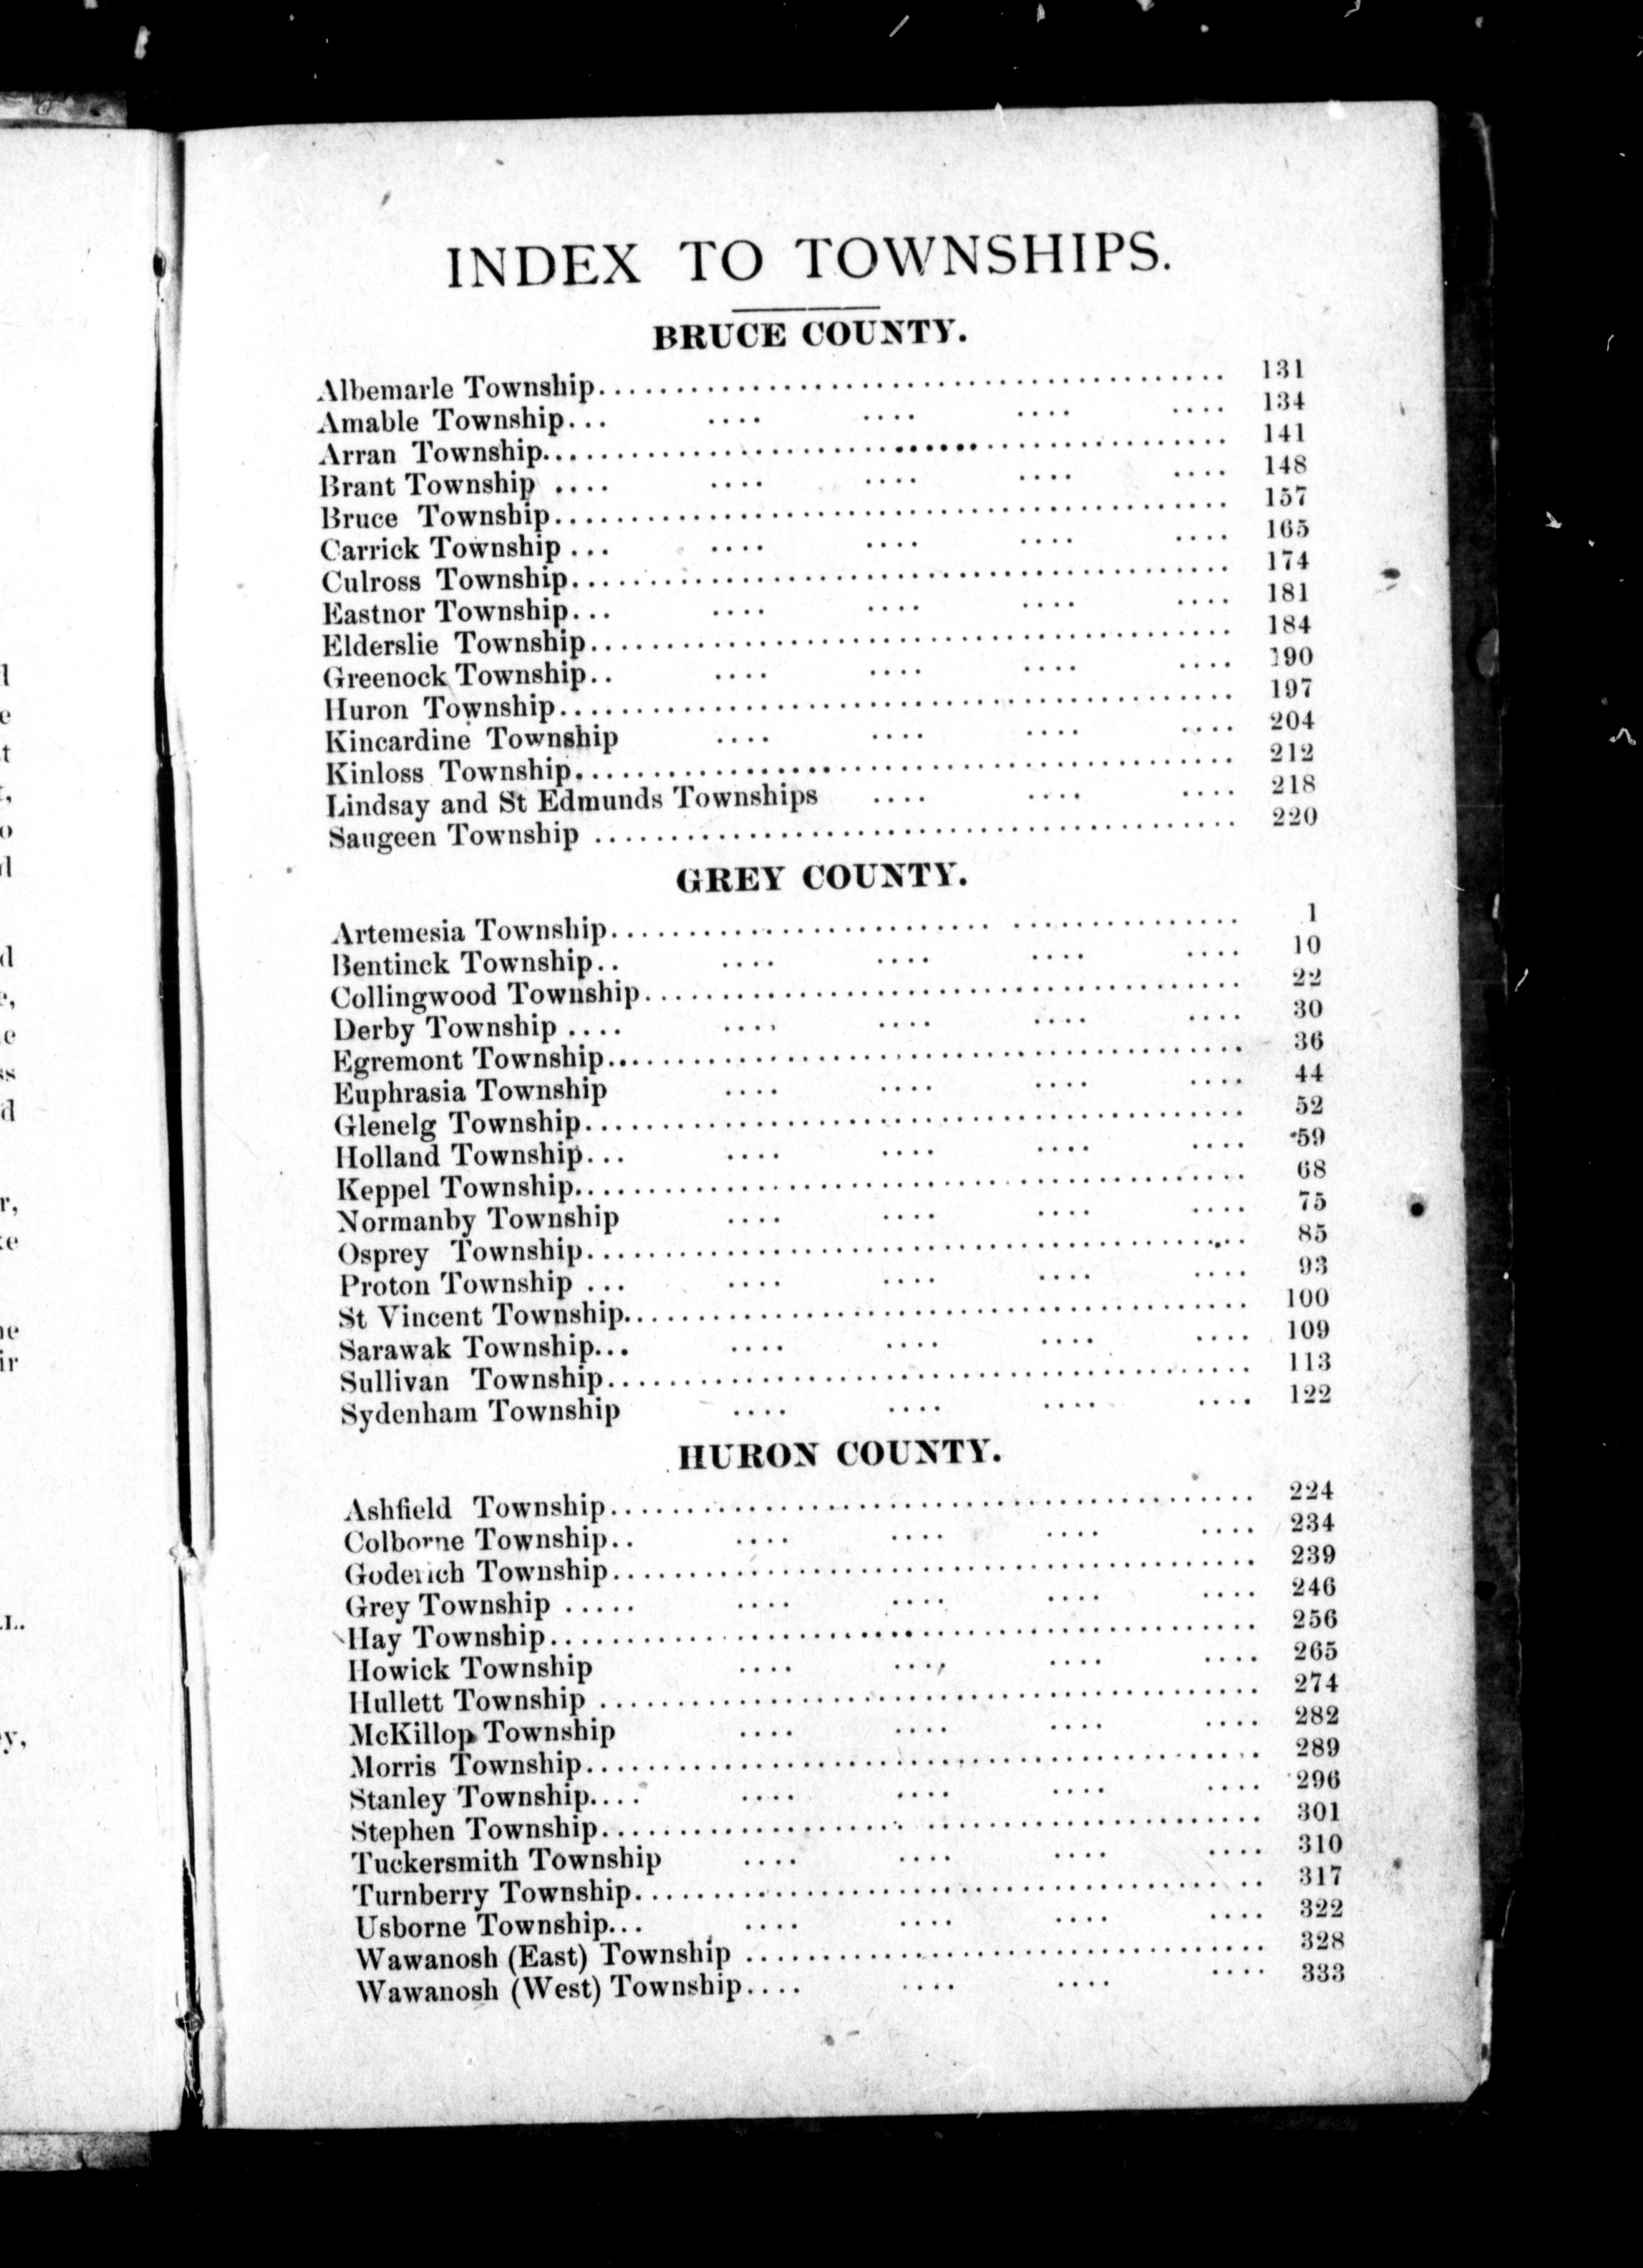 INDEX TO TOWNSHIPS.
BRUCE COUNTY.
Albemarle Township........................................ 131
Amable Township... .... .... .... .... 134
Arran Township............................................ 141
Brant Township .... .... .... .... .... 148
Bruce Township............................................ 157
Carrick Township ... .... .... .... .... 165
Culross Township.......................................... 174
Eastnor Township... .... .... .... .... 181
Elderslie Township......................................... 184
Greenock Township.. .... .... .... .... 190
Huron Township............................................ 197
Kincardine Township .... .... .... .... 204
Kinloss Township.......................................... 212
Lindsay and St Edmunds Townships .... .... .... 218
Saugeen Township .......................................... 220
GREY COUNTY.
Artemesia Township......................... ............... 1
Bentinck Township.. .... .... .... .... 10
Collingwood Township....................................... 22
Derby Township .... .... .... .... .... 30
Egremont Township......................................... 36
Euphrasia Township .... .... .... .... 44
Glenelg Township........................................... 52
Holland Township... .... .... .... .... 59
Keppel Township............................................ 68
Normanby Township .... .... .... .... 75
Osprey Township........................................... 85
Proton Township ... .... .... .... .... 93
St Vincent Township........................................ 100
Sarawak Township... .... .... .... .... 109
Sullivan Township.......................................... 113
Sydenham Township .... .... .... .... 122
HURON COUNTY.
Ashfield Township.......................................... 224
Colborne Township.. .... .... .... .... 234
Goderich Township.......................................... 239
Grey Township ..... .... .... .... .... 246
Hay Township.............................................. 256
Howick Township .... .... .... .... 265
Hullett Township ........................................... 274
McKillop Township .... .... .... .... 282
Morris Township............................................ 289
Stanley Township.... .... .... .... .... 296
Stephen Township.................... ...................... 301
Tuckersmith Township .... .... .... .... 310
Turnberry Township........................................ 317
Usborne Township... .... .... .... .... 322
Wawanosh (East) Township .................................. 328
Wawanosh (West) Township.... .... .... .... 333